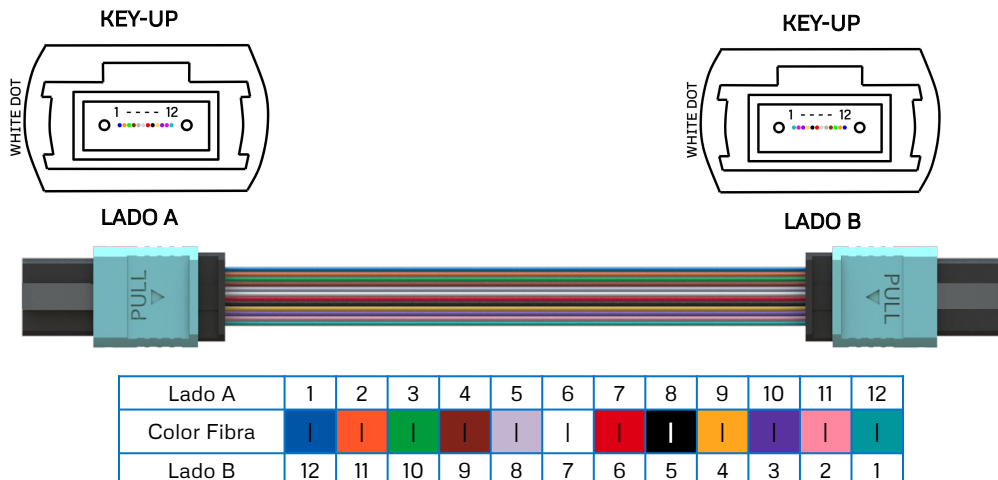 KEY-UP
KEY-UP
WHITE DOT
1 ---- 12
WHITE DOT
1 ---- 12
LADO A
LADO B
PULL
PULL
Lado A 1 2 3 4 5 6 7 8 9 10 11 12
Color Fibra | | | | | | | | | | | |
Lado B 12 11 10 9 8 7 6 5 4 3 2 1